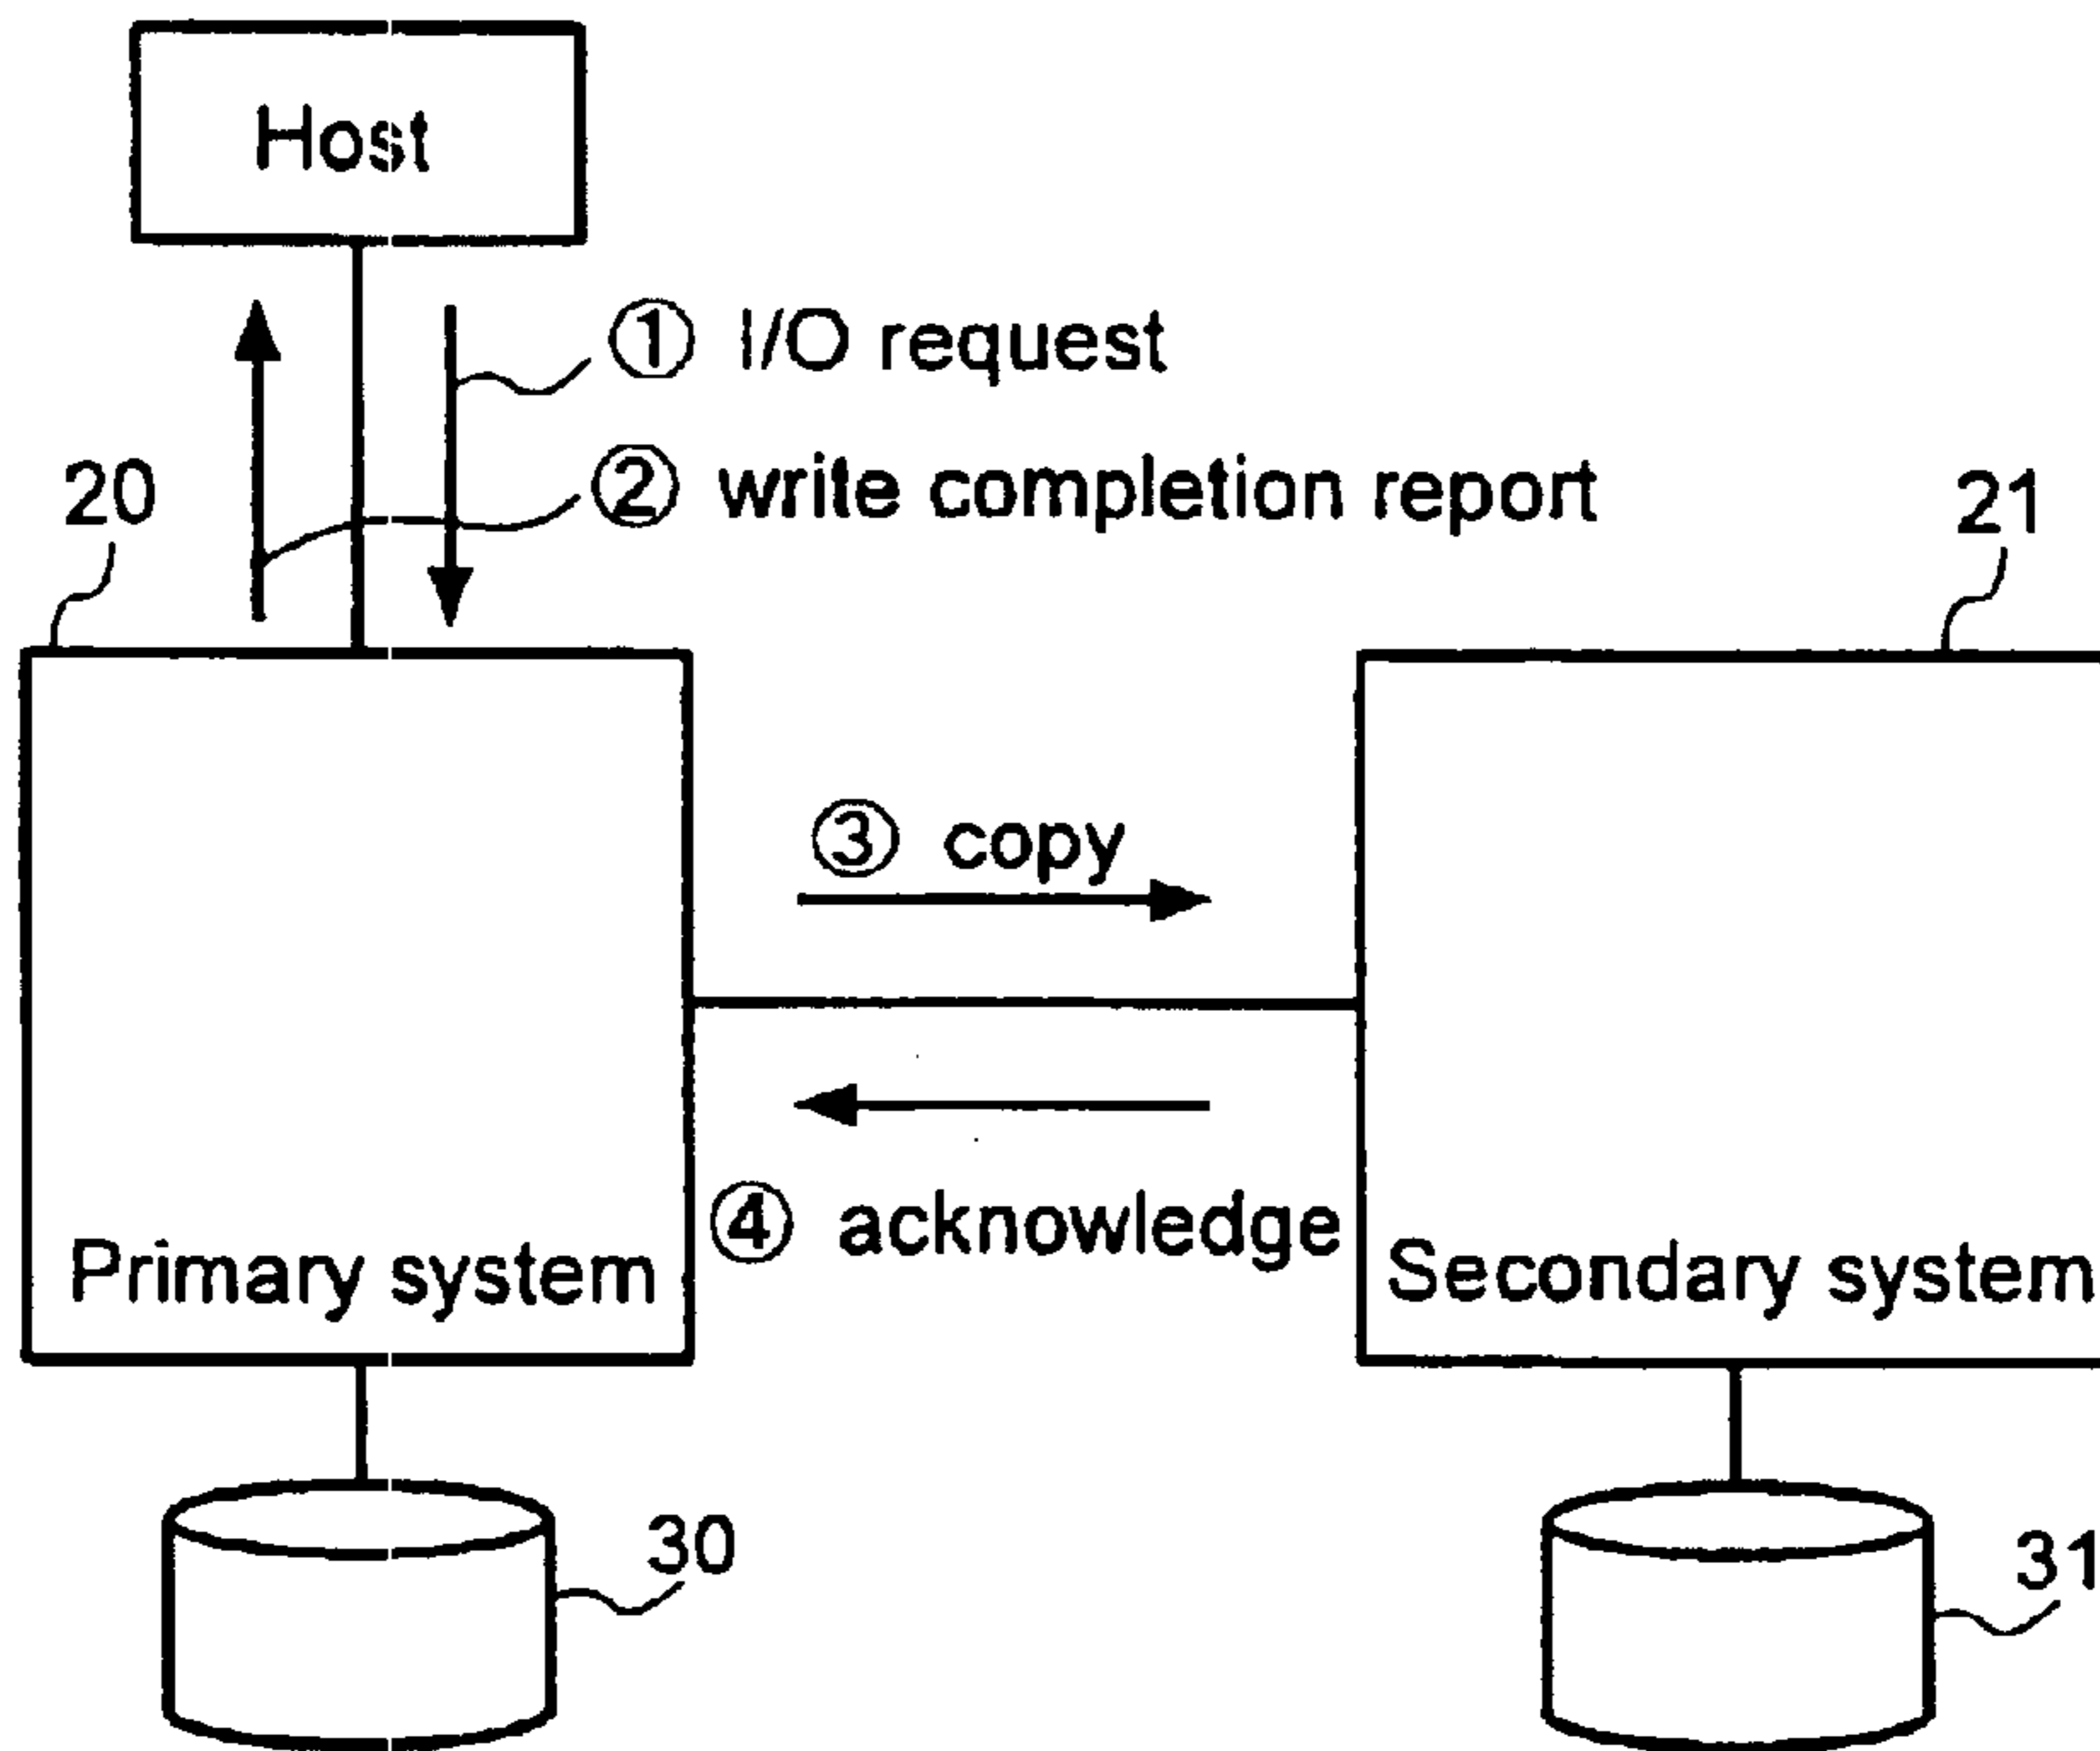 Host
① I/O request
② write completion report
20
21
③ copy
④ acknowledge
Primary system
Secondary system
30
31